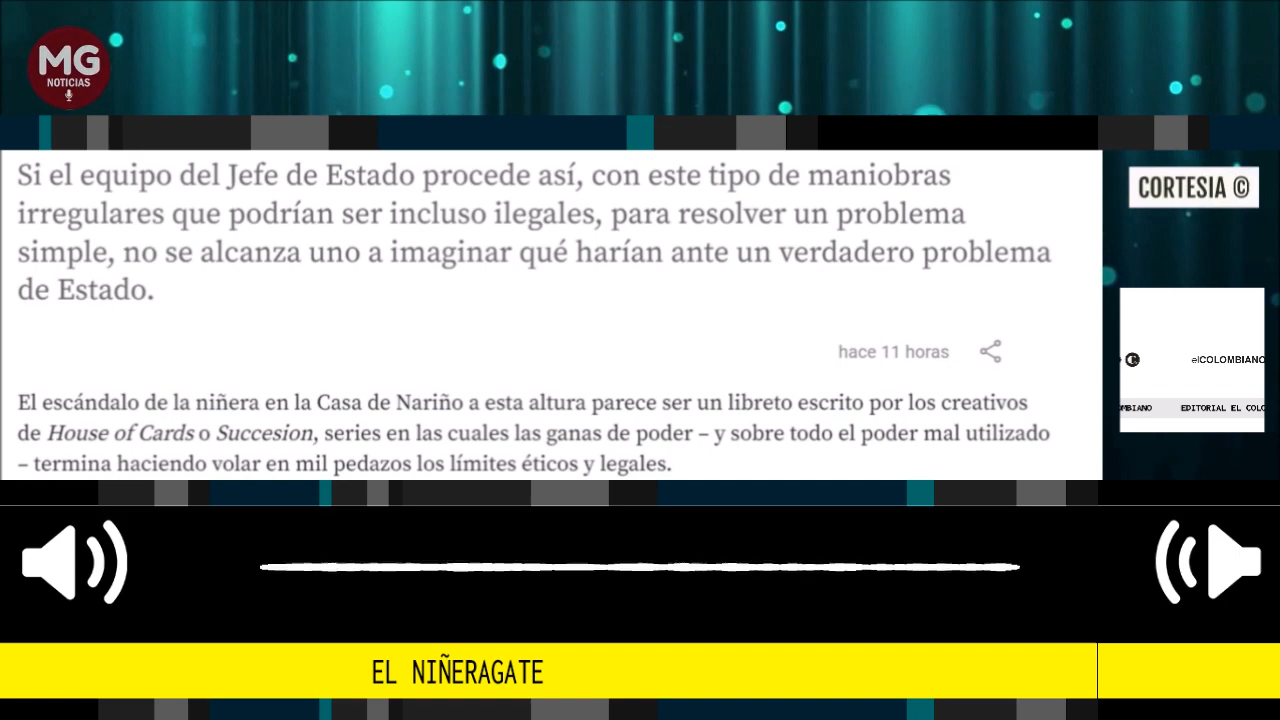 MG
NOTICIAS
Si el equipo del Jefe de Estado procede así, con este tipo de maniobras
irregulares que podrían ser incluso ilegales, para resolver un problema
simple, no se alcanza uno a imaginar qué harían ante un verdadero problema
de Estado.
CORTESIA ©
hace 11 horas
elCOLOMBIANO
El escándalo de la niñera en la Casa de Nariño a esta altura parece ser un libreto escrito por los creativos
de House of Cards o Succesion, series en las cuales las ganas de poder – y sobre todo el poder mal utilizado
– termina haciendo volar en mil pedazos los límites éticos y legales.
OMBIANO EDITORIAL EL COLO
EL NIÑERAGATE